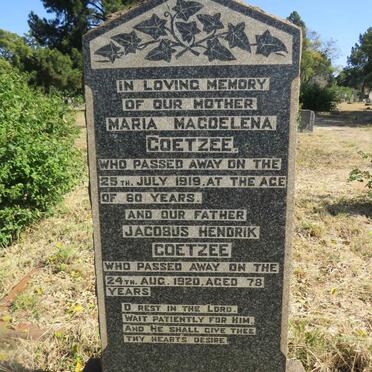 IN LOVING MEMORY
OF OUR MOTHER
MARIA MAGDELENA
COETZEE,
WHO PASSED AWAY ON THE
25TH. JULY 1919, AT THE AGE
OF 60 YEARS.
AND OUR FATHER
JACOBUS HENDRIK
COETZEE
WHO PASSED AWAY ON THE
24TH. AUG. 1920, AGED 78
YEARS
O REST IN THE LORD.
WAIT PATIENTLY FOR HIM,
AND HE SHALL GIVE THEE
THY HEARTS DESIRE.